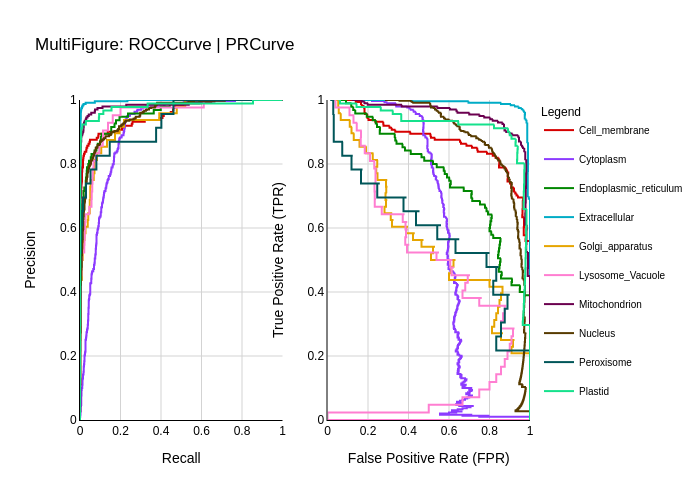 MultiFigure: ROCCurve | PRCurve
Precision
1
0.8
0.6
0.4
0.2
0
0 0.2 0.4 0.6 0.8 1
Recall
True Positive Rate (TPR)
1
0.8
0.6
0.4
0.2
0
0 0.2 0.4 0.6 0.8 1
False Positive Rate (FPR)
Legend
Cell_membrane
Cytoplasm
Endoplasmic_reticulum
Extracellular
Golgi_apparatus
Lysosome_Vacuole
Mitochondrion
Nucleus
Peroxisome
Plastid